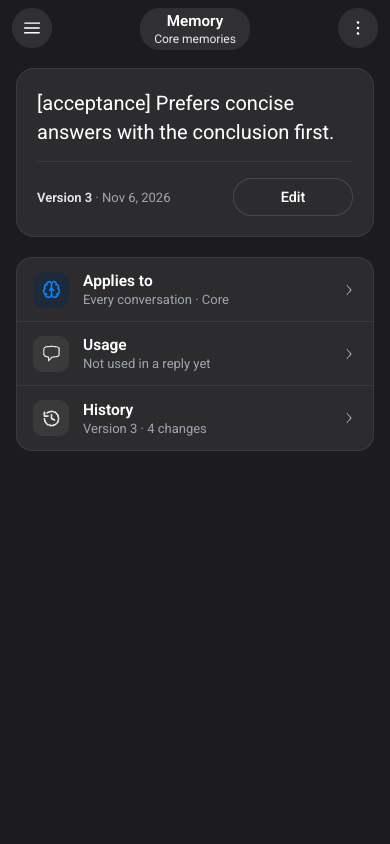 Memory
Core memories
[acceptance] Prefers concise
answers with the conclusion first.
Version 3 · Nov 6, 2026
Edit
Applies to
Every conversation · Core
Usage
Not used in a reply yet
History
Version 3 · 4 changes